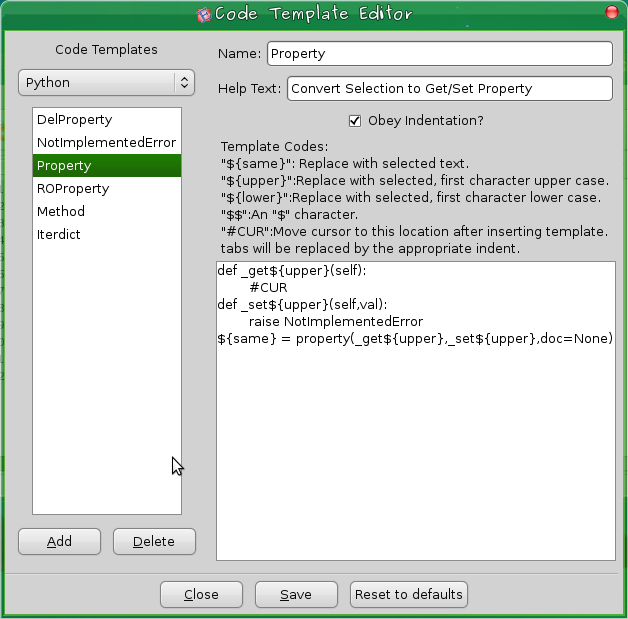 Code Template Editor
Code Templates
Python
DelProperty
NotImplementedError
Property
ROProperty
Method
Iterdict
Add
Delete
Name: Property
Help Text: Convert Selection to Get/Set Property
Obey Indentation?
Template Codes:
"${same}": Replace with selected text.
"${upper}":Replace with selected, first character upper case.
"${lower}":Replace with selected, first character lower case.
"$$":An "$" character.
"#CUR":Move cursor to this location after inserting template.
tabs will be replaced by the appropriate indent.
def _get${upper}(self):
#CUR
def _set${upper}(self,val):
raise NotImplementedError
${same} = property(_get${upper},_set${upper},doc=None)
Close
Save
Reset to defaults